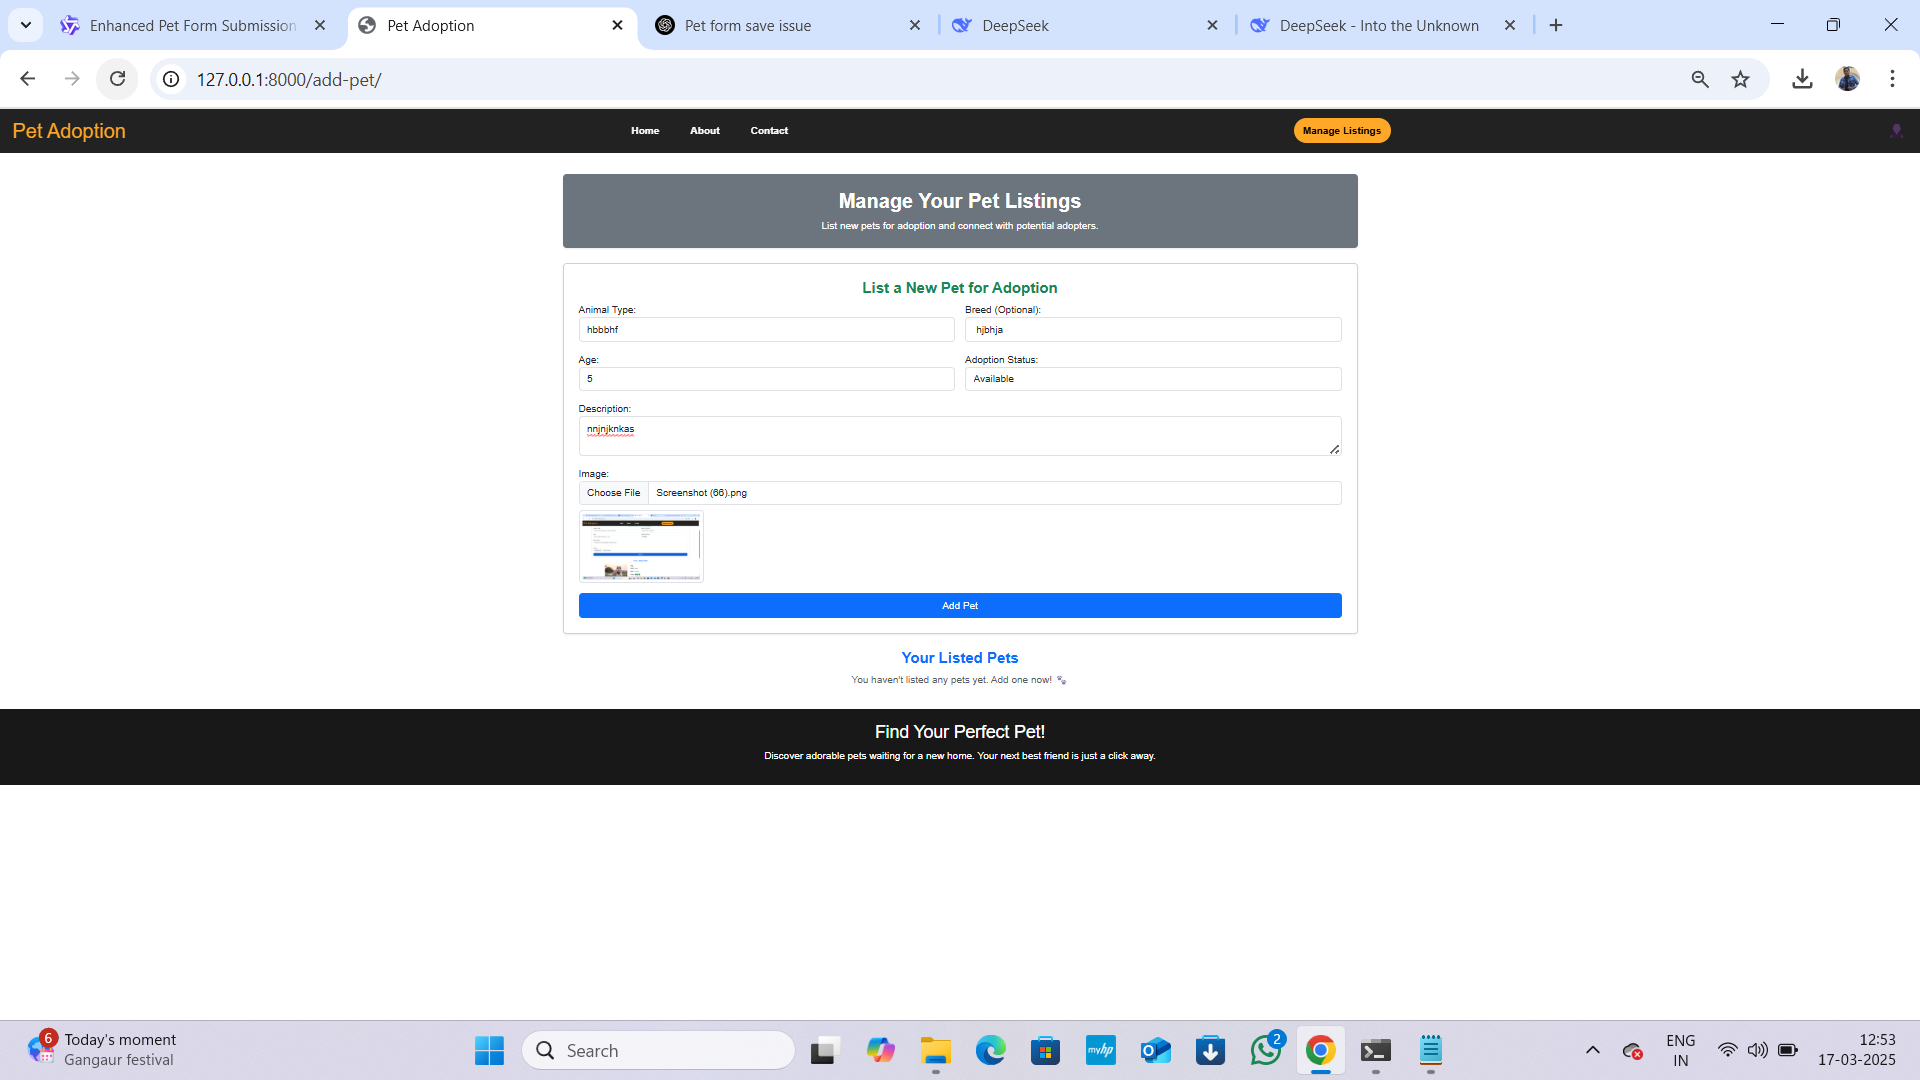 Enhanced Pet Form Submission
Pet Adoption
Pet form save issue
DeepSeek
DeepSeek - Into the Unknown
127.0.0.1:8000/add-pet/
Pet Adoption
Home About Contact
Manage Listings
Manage Your Pet Listings
List new pets for adoption and connect with potential adopters.
List a New Pet for Adoption
Animal Type: Breed (Optional):
hbbbhf hjbhja
Age: Adoption Status:
5 Available
Description:
nnjnjknkas
Image:
Choose File Screenshot (66).png
Add Pet
Your Listed Pets
You haven't listed any pets yet. Add one now! 🐾
Find Your Perfect Pet!
Discover adorable pets waiting for a new home. Your next best friend is just a click away.
6
Today's moment
Gangaur festival
Search
myhp
2
ENG
IN
12:53
17-03-2025